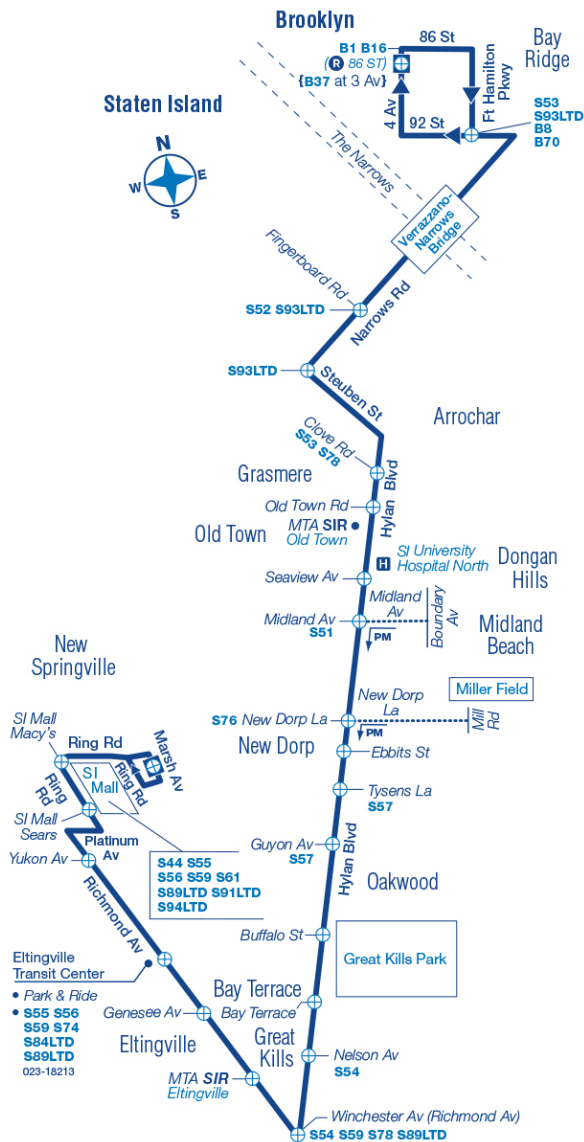 Brooklyn
B1 B16
(R 86 ST)
{B37 at 3 Av}
86 St
Ft Hamilton
Pkwy
Bay
Ridge
4 Av
92 St
S53
S93LTD
B8
B70
Staten Island
N
W
E
S
The Narrows
Verrazzano-
Narrows
Bridge
Fingerboard Rd
S52 S93LTD
Narrows Rd
S93LTD
Steuben St
Arrochar
Clove Rd
S53 S78
Hylan Blvd
Grasmere
Old Town Rd
Old Town
MTA SIR
Old Town
H
SI University
Hospital North
Dongan
Hills
Seaview Av
Midland
Av
Boundary
Av
Midland Av
S51
PM
Midland
Beach
New
Springville
New Dorp
La
Miller Field
Mill
Rd
S76 New Dorp La
PM
New Dorp
Ebbits St
SI Mall
Macy's
Ring Rd
Marsh Av
Ring Rd
SI
Mall
Ring
Rd
SI Mall
Sears
Platinum
Av
Yukon Av
Tysens La
S57
Guyon Av
S57
Hylan Blvd
S44 S55
S56 S59 S61
S89LTD S91LTD
S94LTD
Oakwood
Richmond Av
Buffalo St
Great Kills Park
Eltingville
Transit Center
• Park & Ride
• S55 S56
S59 S74
S84LTD
S89LTD
023-18213
Bay Terrace
Bay Terrace
Genesee Av
Eltingville
Great
Kills
Nelson Av
S54
MTA SIR
Eltingville
Winchester Av (Richmond Av)
S54 S59 S78 S89LTD